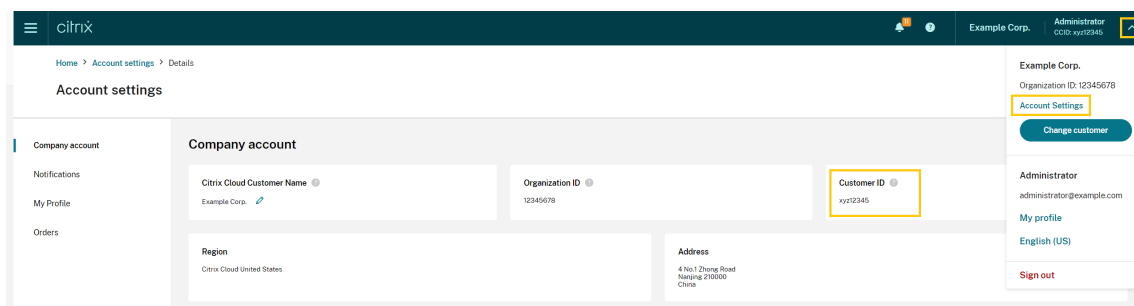 citrix
11
?
Example Corp.
Administrator
CCID: xyz12345
Home > Account settings > Details
Account settings
Example Corp.
Organization ID: 12345678
Account Settings
Change customer
Administrator
administrator@example.com
My profile
English (US)
Sign out
Company account
Notifications
My Profile
Orders
Company account
Citrix Cloud Customer Name ?
Example Corp.
Organization ID ?
12345678
Customer ID ?
xyz12345
Region
Citrix Cloud United States
Address
4 No.1 Zhong Road
Nanjing 210000
China